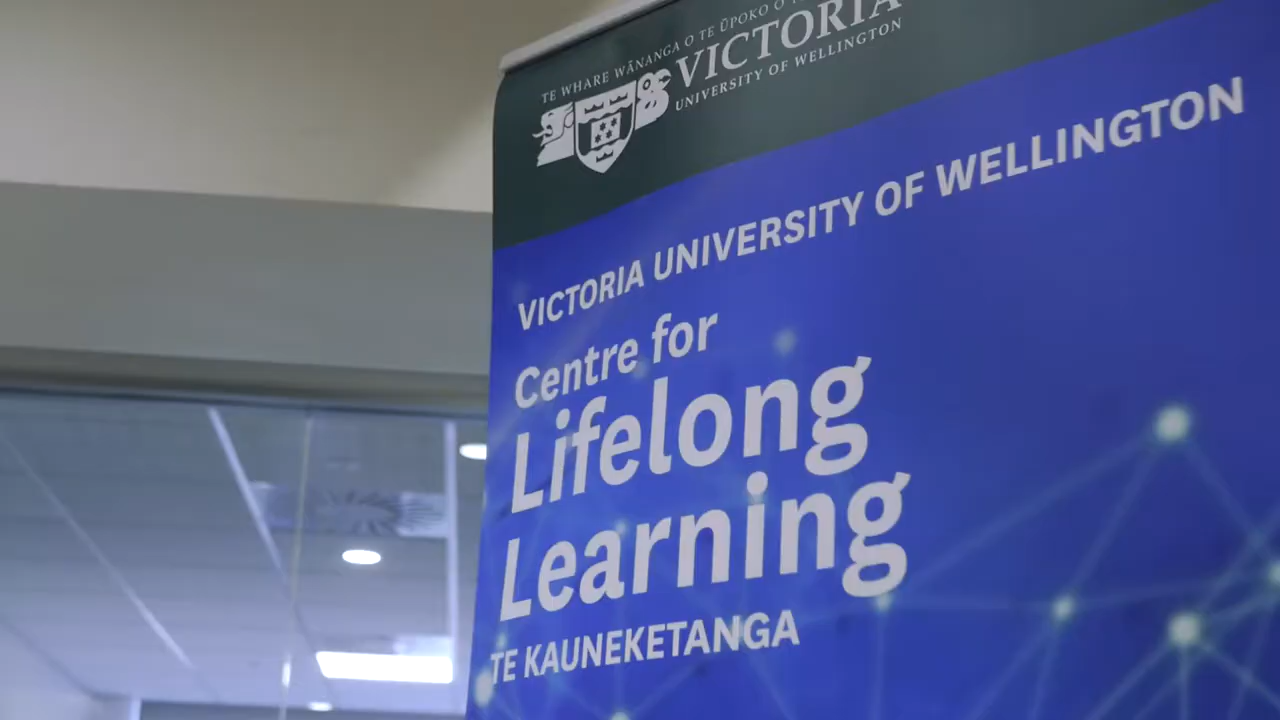 TE WHARE WĀNANGA O TE ŪPOKO O
VICTORIA
UNIVERSITY OF WELLINGTON
VICTORIA UNIVERSITY OF WELLINGTON
Centre for
Lifelong
Learning
TE KAUNEKETANGA